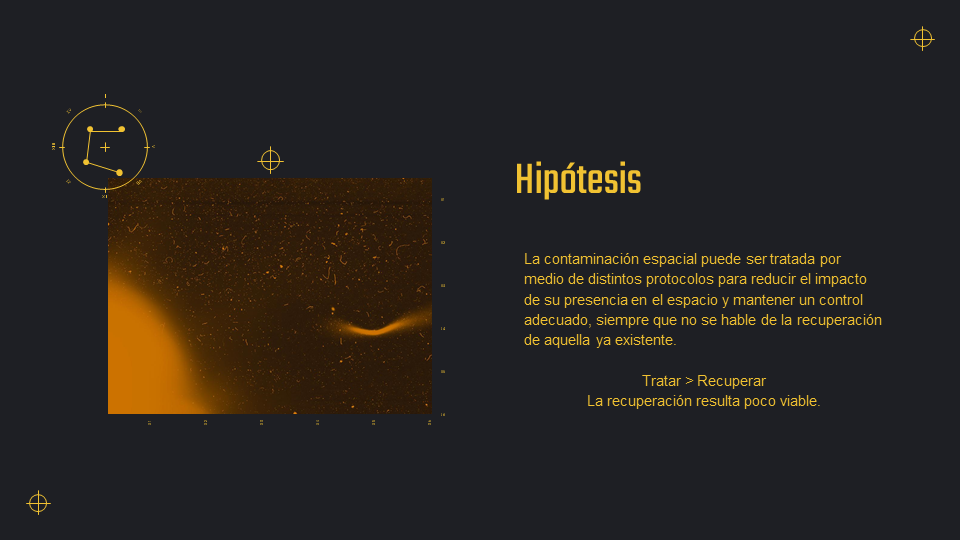 Hipótesis
La contaminación espacial puede ser tratada por
medio de distintos protocolos para reducir el impacto
de su presencia en el espacio y mantener un control
adecuado, siempre que no se hable de la recuperación
de aquella ya existente.
Tratar > Recuperar
La recuperación resulta poco viable.